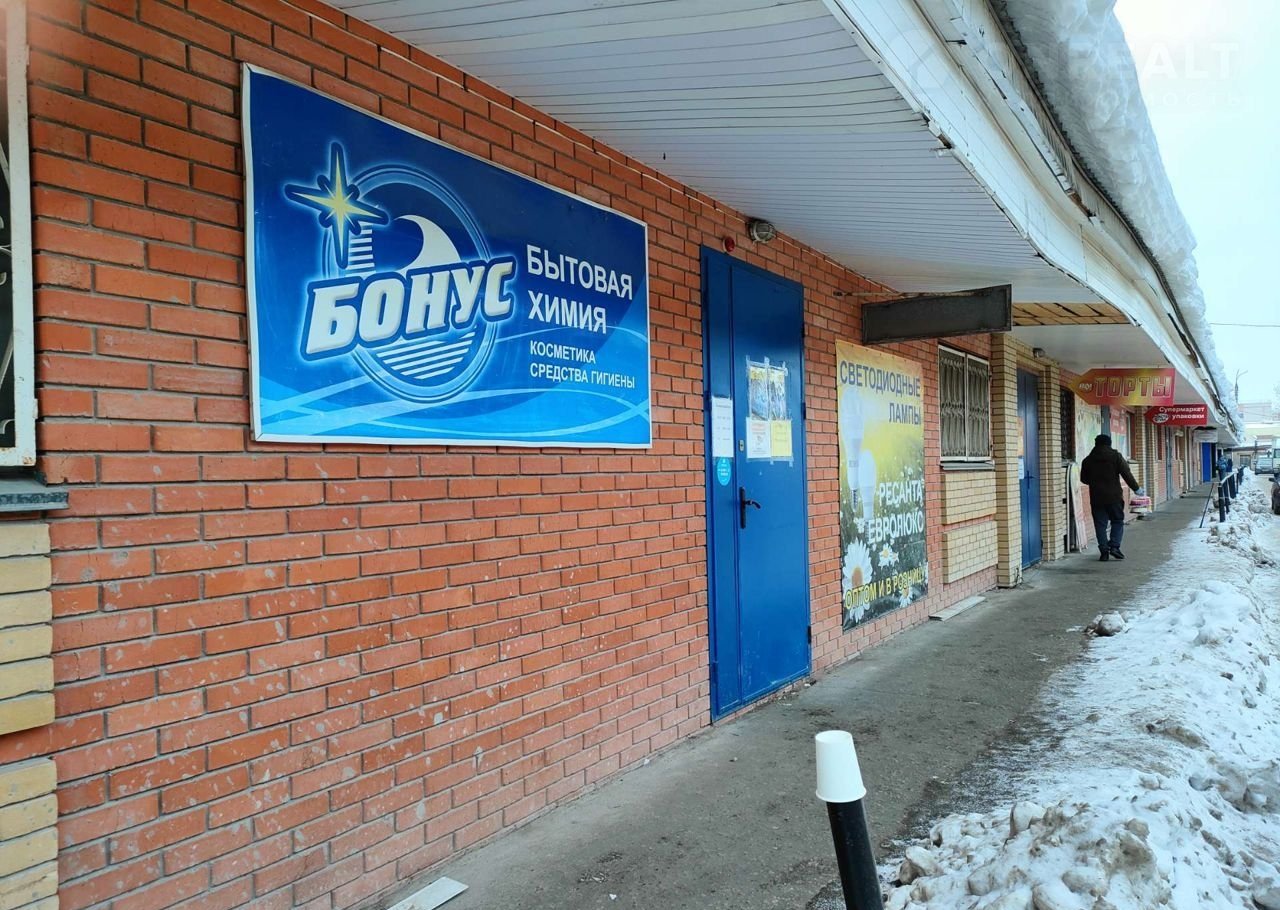 БОНУС
БЫТОВАЯ
ХИМИЯ
КОСМЕТИКА
СРЕДСТВА ГИГИЕНЫ
СВЕТОДИОДНЫЕ
ЛАМПЫ
РЕСАНТА
ЕВРОЛЮКС
ОПТОМ И В РОЗНИЦУ
ТОРТЫ
Супермаркет
упаковки